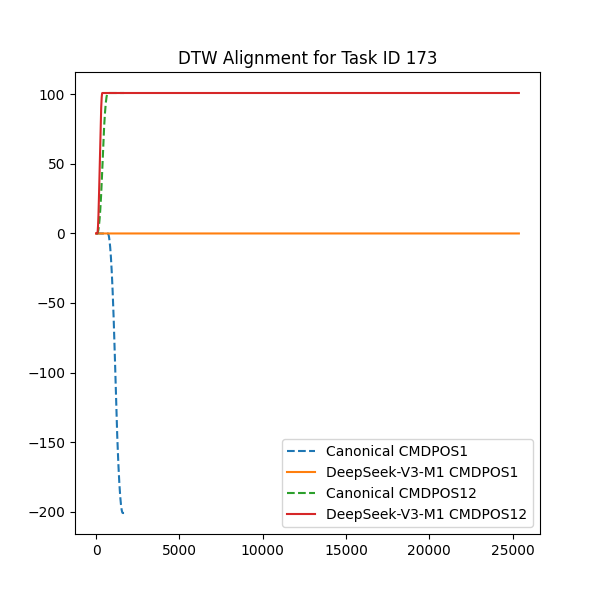 DTW Alignment for Task ID 173
100
50
0
−50
−100
−150
−200
0 5000 10000 15000 20000 25000
Canonical CMDPOS1
DeepSeek-V3-M1 CMDPOS1
Canonical CMDPOS12
DeepSeek-V3-M1 CMDPOS12